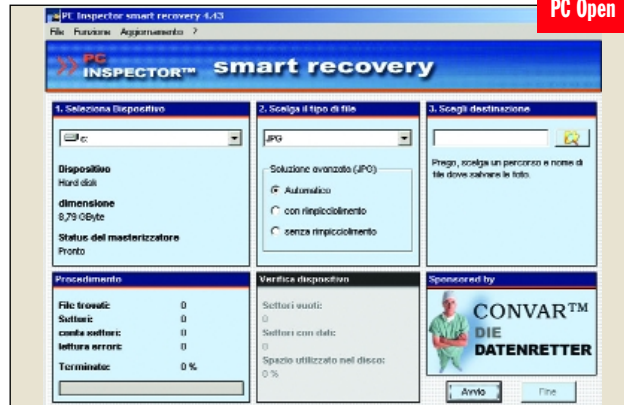 PC Open
PC Inspector smart recovery 4.43
File Funzione Aggiornamento ?
PC
INSPECTOR™ smart recovery
1. Seleziona Dispositivo
2. Scelga il tipo di file
3. Scegli destinazione
c:
JPG
Dispositivo
Hard disk
dimensione
8,79 GByte
Status del masterizzatore
Pronto
Soluzione avanzata (JPG)
Automatico
con rimpicciolimento
senza rimpicciolimento
Prego, scelga un percorso e nome di
file dove salvare le foto.
Procedimento
File trovati: 0
Settori: 0
conta settori: 0
lettura errori: 0
Terminato: 0 %
Verifica dispositivo
Settori vuoti:
0
Settori con dati:
0
Spazio utilizzato nel disco:
0 %
Sponsored by
CONVAR™
DIE
DATENRETTER
Avvio
Fine